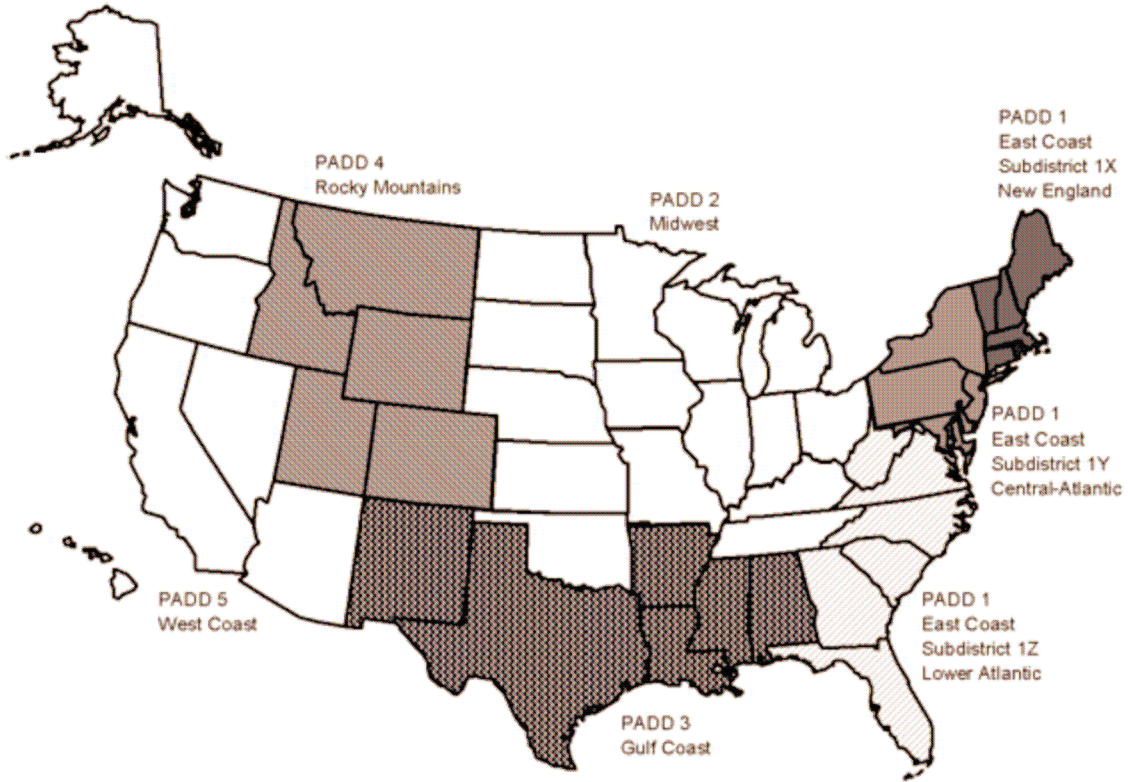 PADD 1
East Coast
Subdistrict 1X
New England
PADD 4
Rocky Mountains
PADD 2
Midwest
PADD 1
East Coast
Subdistrict 1Y
Central-Atlantic
PADD 5
West Coast
PADD 1
East Coast
Subdistrict 1Z
Lower Atlantic
PADD 3
Gulf Coast